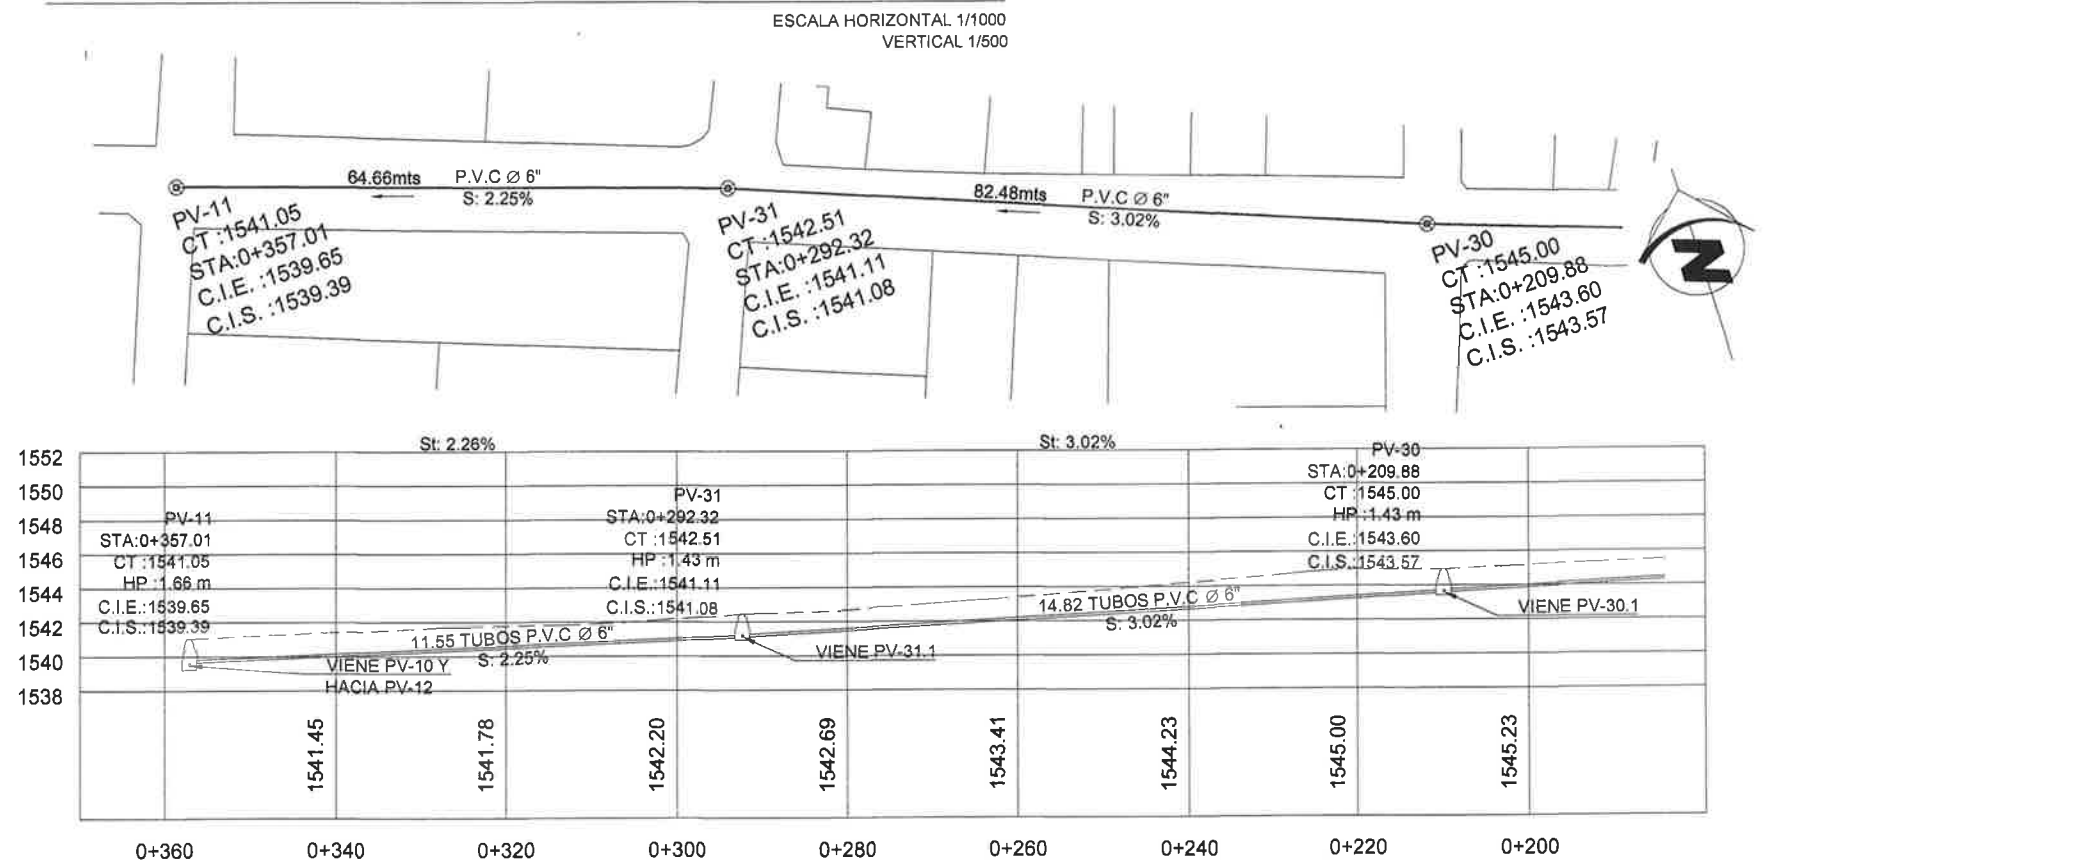 ESCALA HORIZONTAL 1/1000
VERTICAL 1/500
64.66mts P.V.C Ø 6"
S: 2.25%
82.48mts P.V.C Ø 6"
S: 3.02%
PV-11
CT :1541.05
STA:0+357.01
C.I.E. :1539.65
C.I.S. :1539.39
PV-31
CT :1542.51
STA:0+292.32
C.I.E. :1541.11
C.I.S. :1541.08
PV-30
CT :1545.00
STA:0+209.88
C.I.E. :1543.60
C.I.S. :1543.57
N
St: 2.26%
St: 3.02%
1552
1550
1548
1546
1544
1542
1540
1538
PV-11
STA:0+357.01
CT :1541.05
HP :1.66 m
C.I.E.:1539.65
C.I.S.:1539.39
PV-31
STA:0+292.32
CT :1542.51
HP :1.43 m
C.I.E.:1541.11
C.I.S.:1541.08
PV-30
STA:0+209.88
CT :1545.00
HP :1.43 m
C.I.E.:1543.60
C.I.S.:1543.57
11.55 TUBOS P.V.C Ø 6"
S: 2.25%
VIENE PV-10 Y
HACIA PV-12
14.82 TUBOS P.V.C Ø 6"
S: 3.02%
VIENE PV-31.1
VIENE PV-30.1
1541.45
1541.78
1542.20
1542.69
1543.41
1544.23
1545.00
1545.23
0+360
0+340
0+320
0+300
0+280
0+260
0+240
0+220
0+200